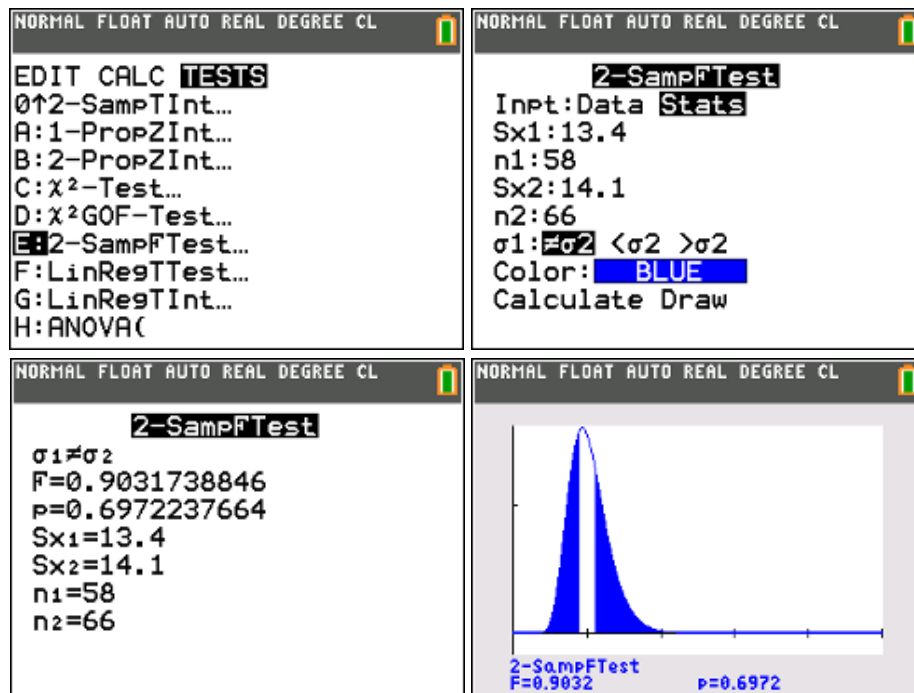 NORMAL FLOAT AUTO REAL DEGREE CL
EDIT CALC TESTS
0↑2-SampTInt…
A:1-PropZInt…
B:2-PropZInt…
C:χ²-Test…
D:χ²GOF-Test…
E:2-SampFTest…
F:LinRegTTest…
G:LinRegTInt…
H:ANOVA(
NORMAL FLOAT AUTO REAL DEGREE CL
2-SampFTest
Inpt:Data Stats
Sx1:13.4
n1:58
Sx2:14.1
n2:66
σ1:≠σ2 <σ2 >σ2
Color: BLUE
Calculate Draw
NORMAL FLOAT AUTO REAL DEGREE CL
2-SampFTest
σ1≠σ2
F=0.9031738846
p=0.6972237664
Sx1=13.4
Sx2=14.1
n1=58
n2=66
NORMAL FLOAT AUTO REAL DEGREE CL
2-SampFTest
F=0.9032 p=0.6972